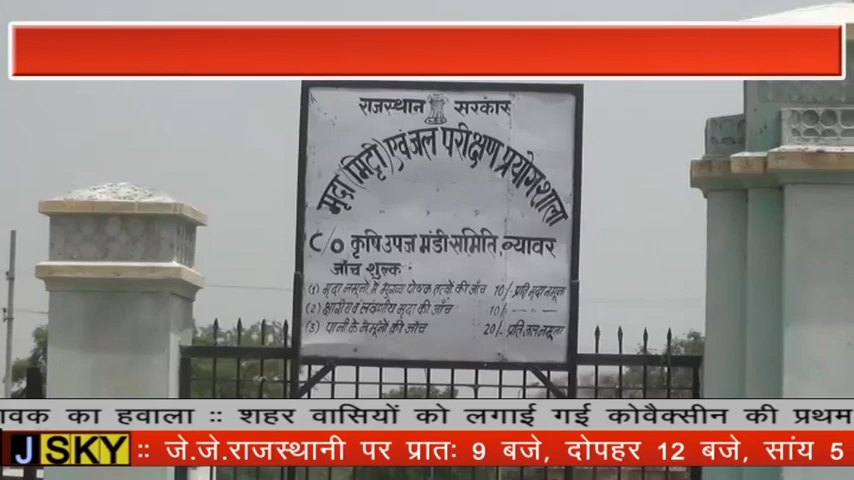 राजस्थान सरकार
मृदा (मिट्टी) एवं जल परीक्षण प्रयोगशाला
C/o कृषि उपज मंडी समिति, ब्यावर
जाँच शुल्क :
(1) मृदा नमूनों में मुख्य पोषक तत्वों की जाँच 10/- प्रति मृदा नमूना
(2) क्षारीय व लवणीय मृदा की जाँच 10/- —"— —"—
(3) पानी के नमूनों की जाँच 20/- प्रति जल नमूना
ावक का हवाला :: शहर वासियों को लगाई गई कोवैक्सीन की प्रथम
J SKY :: जे.जे.राजस्थानी पर प्रातः 9 बजे, दोपहर 12 बजे, सांय 5